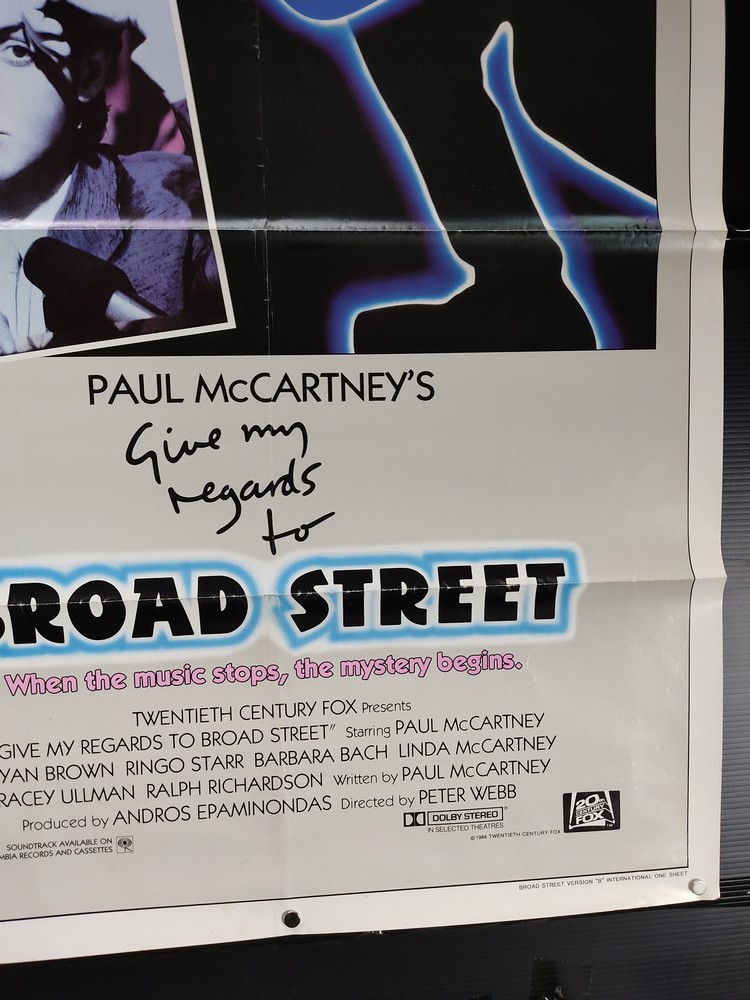 PAUL McCARTNEY'S
Give my
regards
to
BROAD STREET
When the music stops, the mystery begins.
TWENTIETH CENTURY FOX Presents
GIVE MY REGARDS TO BROAD STREET" Starring PAUL McCARTNEY
YAN BROWN RINGO STARR BARBARA BACH LINDA McCARTNEY
RACEY ULLMAN RALPH RICHARDSON Written by PAUL McCARTNEY
Produced by ANDROS EPAMINONDAS Directed by PETER WEBB
SOUNDTRACK AVAILABLE ON
MBIA RECORDS AND CASSETTES
DOLBY STEREO®
IN SELECTED THEATRES
20th
CENTURY
FOX
TM
©1984 TWENTIETH CENTURY FOX
BROAD STREET VERSION "B" INTERNATIONAL ONE SHEET